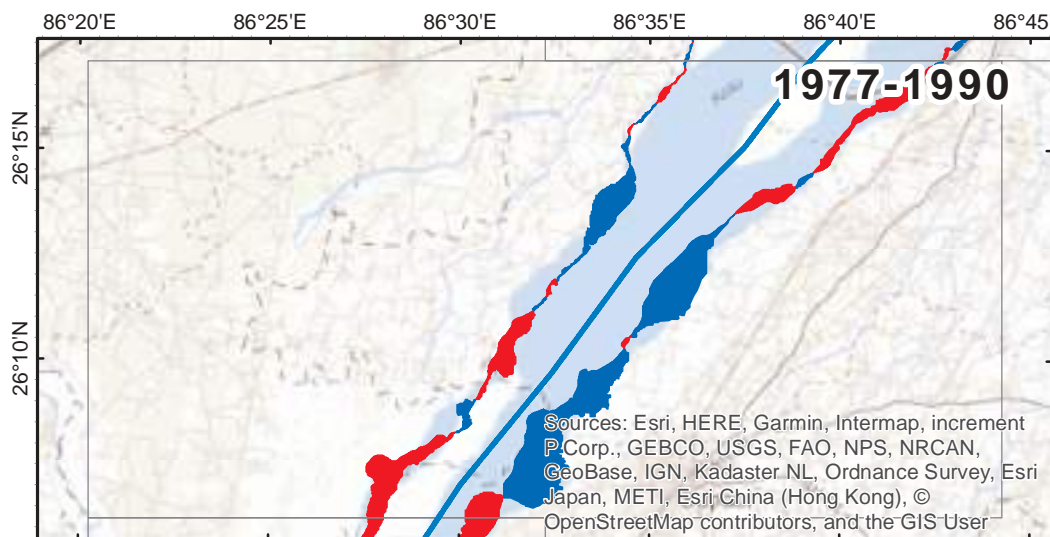 86°20'E 86°25'E 86°30'E 86°35'E 86°40'E 86°45'
1977-1990
26°15'N
26°10'N
Sources: Esri, HERE, Garmin, Intermap, increment
P Corp., GEBCO, USGS, FAO, NPS, NRCAN,
GeoBase, IGN, Kadaster NL, Ordnance Survey, Esri
Japan, METI, Esri China (Hong Kong), ©
OpenStreetMap contributors, and the GIS User